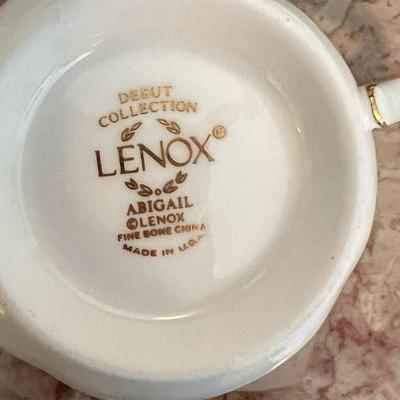 DEBUT
COLLECTION
LENOX®
ABIGAIL
©LENOX
FINE BONE CHINA
MADE IN U.S.A.